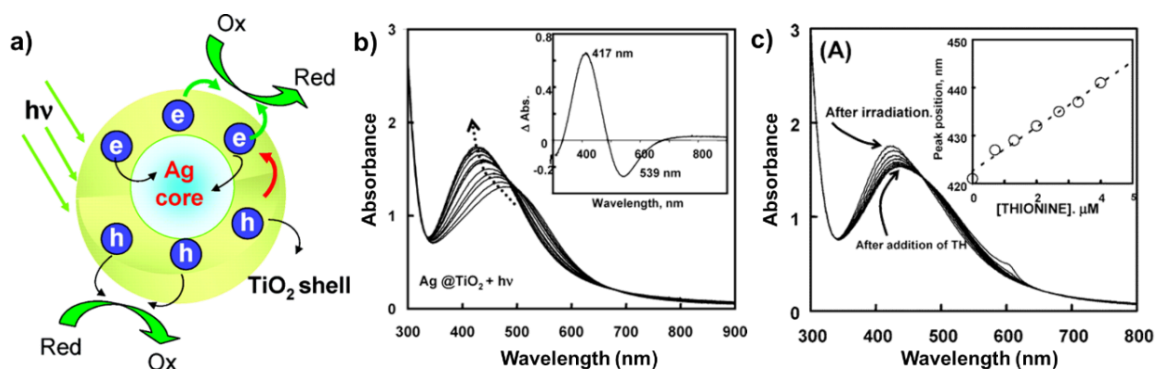 a)
Ox
Red
hν
e
e
e
Ag
core
h
h
h
TiO2 shell
Red
Ox
b)
Absorbance
3
2
1
0
300
400
500
600
700
800
900
Wavelength (nm)
Ag @TiO2 + hν
Δ Abs.
0.8
0.4
0
-0.2
417 nm
539 nm
400
600
800
Wavelength, nm
c)
(A)
Absorbance
3
2
1
0
300
400
500
600
700
800
Wavelength (nm)
After irradiation.
After addition of TH
Peak position, nm
450
440
430
420
0
2
4
5
[THIONINE]. μM